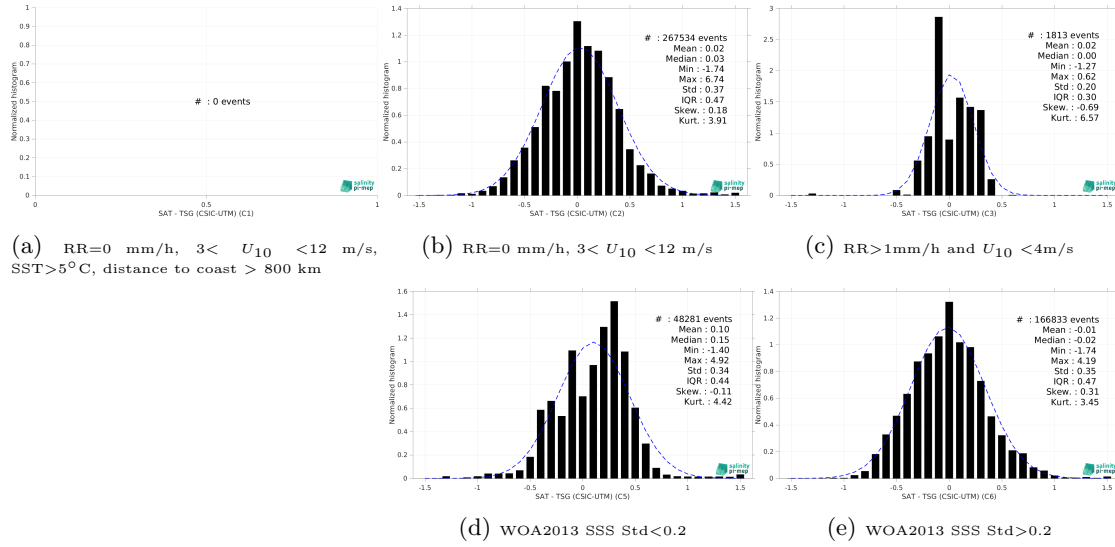 1
0.8
0.6
0.4
0.2
0
0
0.5
1
Normalized histogram
# : 0 events
salinity
pi-mep
SAT - TSG (CSIC-UTM) (C1)
(a) RR=0 mm/h, 3< U10 <12 m/s,
SST>5°C, distance to coast > 800 km
1.4
1.2
1
0.8
0.6
0.4
0.2
0
-1.5
-1
-0.5
0
0.5
1
1.5
Normalized histogram
# : 267534 events
Mean : 0.02
Median : 0.03
Min : -1.74
Max : 6.74
Std : 0.37
IQR : 0.47
Skew. : 0.18
Kurt. : 3.91
salinity
pi-mep
SAT - TSG (CSIC-UTM) (C2)
(b) RR=0 mm/h, 3< U10 <12 m/s
3
2.5
2
1.5
1
0.5
0
-1.5
-1
-0.5
0
0.5
1
1.5
Normalized histogram
# : 1813 events
Mean : 0.02
Median : 0.00
Min : -1.27
Max : 0.62
Std : 0.20
IQR : 0.30
Skew. : -0.69
Kurt. : 6.57
salinity
pi-mep
SAT - TSG (CSIC-UTM) (C3)
(c) RR>1mm/h and U10 <4m/s
1.6
1.4
1.2
1
0.8
0.6
0.4
0.2
0
-1.5
-1
-0.5
0
0.5
1
1.5
Normalized histogram
# : 48281 events
Mean : 0.10
Median : 0.15
Min : -1.40
Max : 4.92
Std : 0.34
IQR : 0.44
Skew. : -0.11
Kurt. : 4.42
salinity
pi-mep
SAT - TSG (CSIC-UTM) (C5)
(d) WOA2013 SSS Std<0.2
1.4
1.2
1
0.8
0.6
0.4
0.2
0
-1.5
-1
-0.5
0
0.5
1
1.5
Normalized histogram
# : 166833 events
Mean : -0.01
Median : -0.02
Min : -1.74
Max : 4.19
Std : 0.35
IQR : 0.47
Skew. : 0.31
Kurt. : 3.45
salinity
pi-mep
SAT - TSG (CSIC-UTM) (C6)
(e) WOA2013 SSS Std>0.2